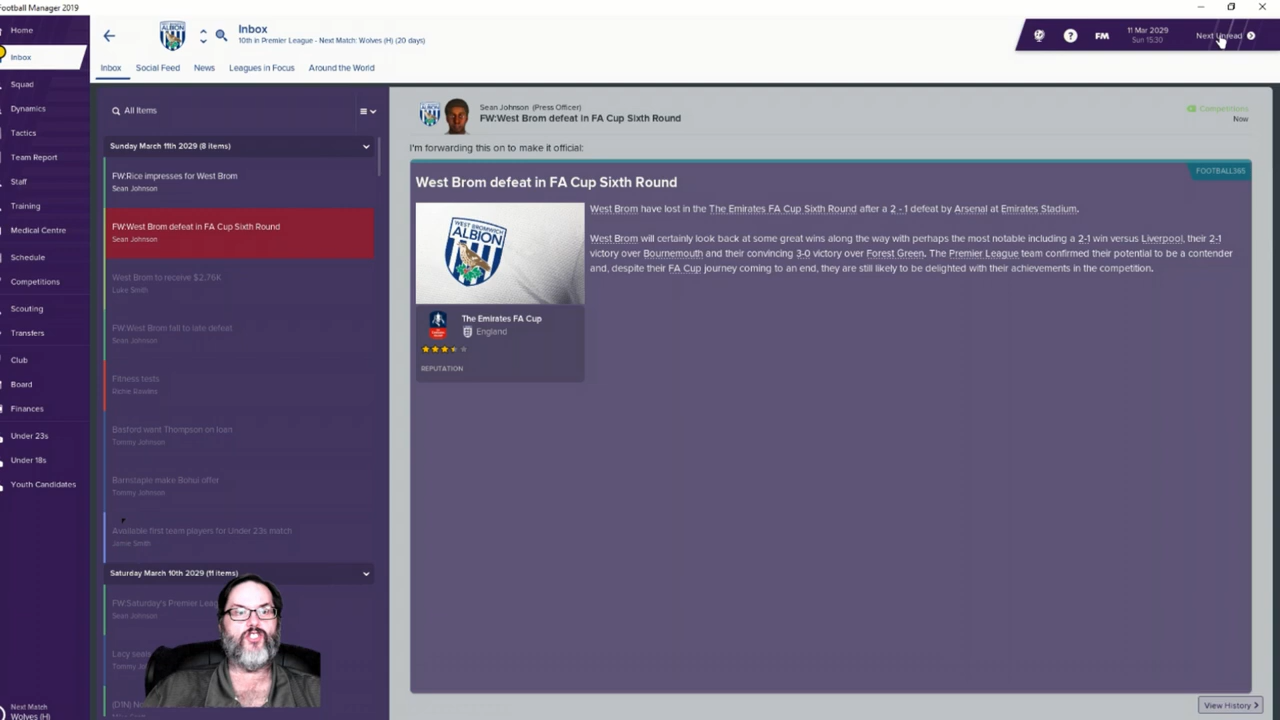 Football Manager 2019
Home
Inbox
Squad
Dynamics
Tactics
Team Report
Staff
Training
Medical Centre
Schedule
Competitions
Scouting
Transfers
Club
Board
Finances
Under 23s
Under 18s
Youth Candidates
Next Match
Wolves (H)
Inbox
10th in Premier League - Next Match: Wolves (H) (20 days)
FM
11 Mar 2029
Sun 15:30
Next Unread
Inbox
Social Feed
News
Leagues in Focus
Around the World
All Items
Sunday March 11th 2029 (8 items)
FW:Rice impresses for West Brom
Sean Johnson
FW:West Brom defeat in FA Cup Sixth Round
Sean Johnson
West Brom to receive $2.76K
Luke Smith
FW:West Brom fall to late defeat
Sean Johnson
Fitness tests
Richie Rawlins
Basford want Thompson on loan
Tommy Johnson
Barnstaple make Bohui offer
Tommy Johnson
Available first team players for Under 23s match
Jamie Smith
Saturday March 10th 2029 (11 items)
FW:Saturday's Premier Leag
Sean Johnson
Lacy
Tommy
(D1N)
Sean Johnson (Press Officer)
FW:West Brom defeat in FA Cup Sixth Round
Competitions
Now
I'm forwarding this on to make it official:
FOOTBALL365
West Brom defeat in FA Cup Sixth Round
WEST BROMWICH
ALBION
West Brom have lost in the The Emirates FA Cup Sixth Round after a 2 - 1 defeat by Arsenal at Emirates Stadium.
West Brom will certainly look back at some great wins along the way with perhaps the most notable including a 2-1 win versus Liverpool, their 2-1
victory over Bournemouth and their convincing 3-0 victory over Forest Green. The Premier League team confirmed their potential to be a contender
and, despite their FA Cup journey coming to an end, they are still likely to be delighted with their achievements in the competition.
The Emirates FA Cup
England
REPUTATION
View History